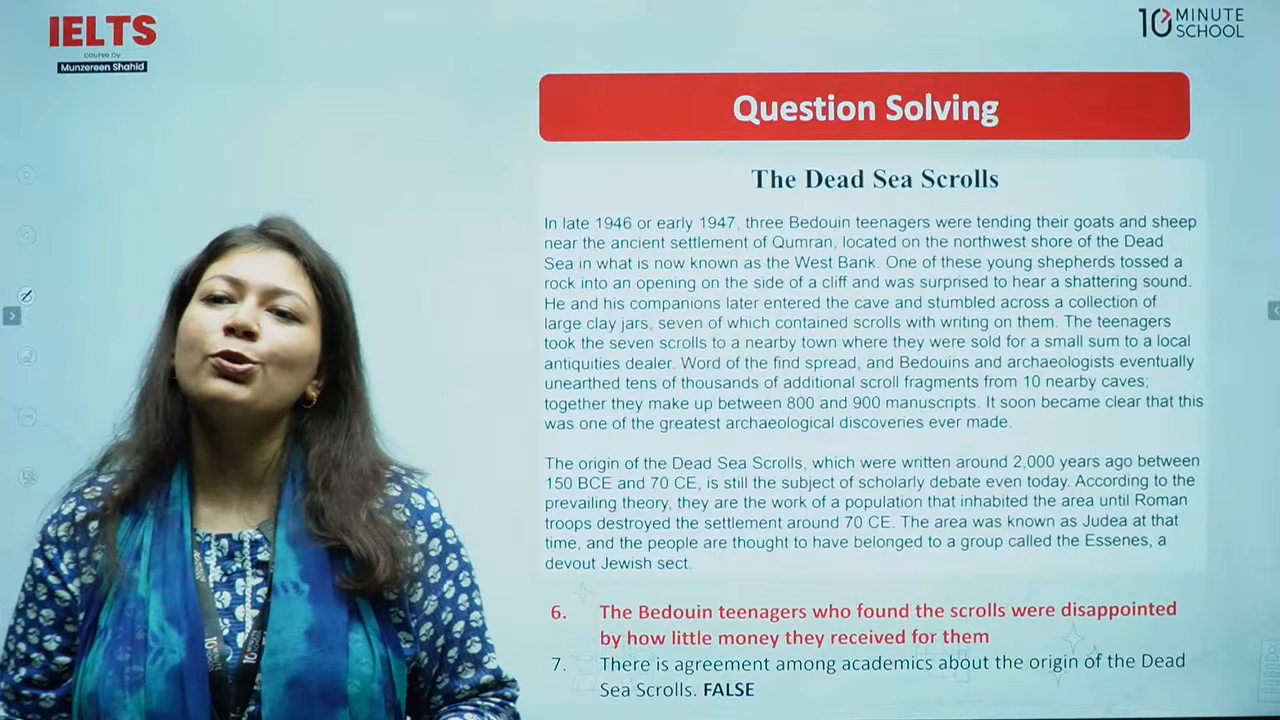 IELTS
course by
Munzereen Shahid
10 MINUTE
SCHOOL
Question Solving
The Dead Sea Scrolls
In late 1946 or early 1947, three Bedouin teenagers were tending their goats and sheep
near the ancient settlement of Qumran, located on the northwest shore of the Dead
Sea in what is now known as the West Bank. One of these young shepherds tossed a
rock into an opening on the side of a cliff and was surprised to hear a shattering sound.
He and his companions later entered the cave and stumbled across a collection of
large clay jars, seven of which contained scrolls with writing on them. The teenagers
took the seven scrolls to a nearby town where they were sold for a small sum to a local
antiquities dealer. Word of the find spread, and Bedouins and archaeologists eventually
unearthed tens of thousands of additional scroll fragments from 10 nearby caves;
together they make up between 800 and 900 manuscripts. It soon became clear that this
was one of the greatest archaeological discoveries ever made.
The origin of the Dead Sea Scrolls, which were written around 2,000 years ago between
150 BCE and 70 CE, is still the subject of scholarly debate even today. According to the
prevailing theory, they are the work of a population that inhabited the area until Roman
troops destroyed the settlement around 70 CE. The area was known as Judea at that
time, and the people are thought to have belonged to a group called the Essenes, a
devout Jewish sect.
6. The Bedouin teenagers who found the scrolls were disappointed
by how little money they received for them
7. There is agreement among academics about the origin of the Dead
Sea Scrolls. FALSE